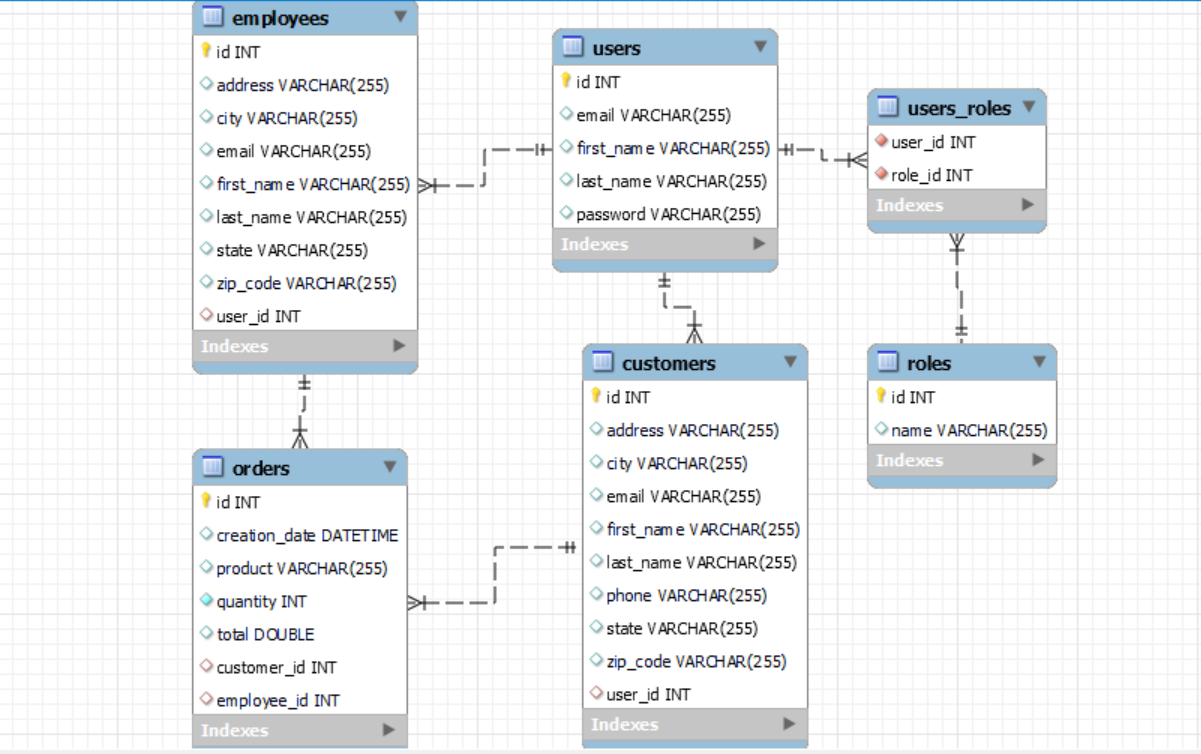 employees
id INT
address VARCHAR(255)
city VARCHAR(255)
email VARCHAR(255)
first_name VARCHAR(255)
last_name VARCHAR(255)
state VARCHAR(255)
zip_code VARCHAR(255)
user_id INT
Indexes
users
id INT
email VARCHAR(255)
first_name VARCHAR(255)
last_name VARCHAR(255)
password VARCHAR(255)
Indexes
users_roles
user_id INT
role_id INT
Indexes
orders
id INT
creation_date DATETIME
product VARCHAR(255)
quantity INT
total DOUBLE
customer_id INT
employee_id INT
Indexes
customers
id INT
address VARCHAR(255)
city VARCHAR(255)
email VARCHAR(255)
first_name VARCHAR(255)
last_name VARCHAR(255)
phone VARCHAR(255)
state VARCHAR(255)
zip_code VARCHAR(255)
user_id INT
Indexes
roles
id INT
name VARCHAR(255)
Indexes